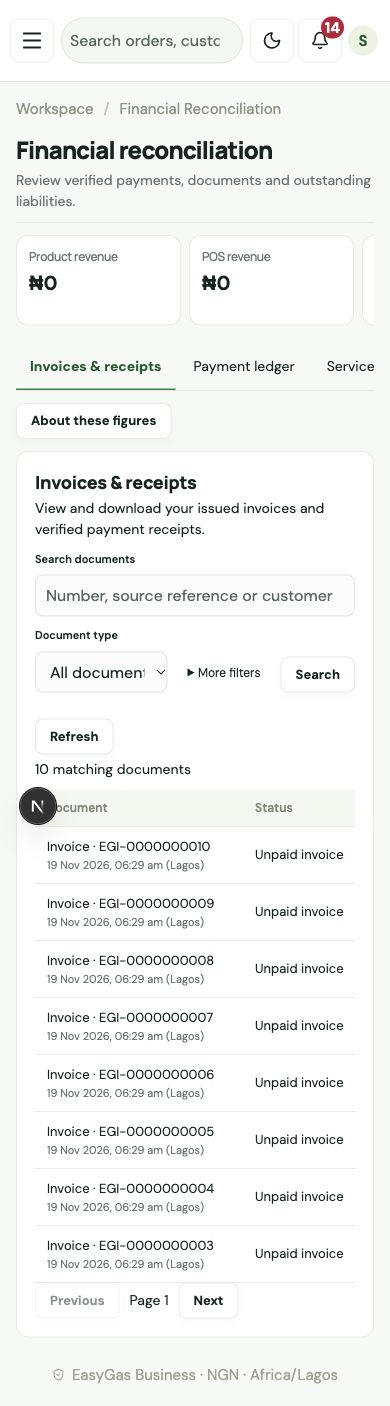 Search orders, custc
14
S
Workspace / Financial Reconciliation
Financial reconciliation
Review verified payments, documents and outstanding
liabilities.
Product revenue
POS revenue
₦0
₦0
Invoices & receipts
Payment ledger
Service
About these figures
Invoices & receipts
View and download your issued invoices and
verified payment receipts.
Search documents
Number, source reference or customer
Document type
All document
More filters
Search
Refresh
10 matching documents
N
ocument
Status
Invoice · EGI-0000000010
19 Nov 2026, 06:29 am (Lagos)
Unpaid invoice
Invoice · EGI-0000000009
19 Nov 2026, 06:29 am (Lagos)
Unpaid invoice
Invoice · EGI-0000000008
19 Nov 2026, 06:29 am (Lagos)
Unpaid invoice
Invoice · EGI-0000000007
19 Nov 2026, 06:29 am (Lagos)
Unpaid invoice
Invoice · EGI-0000000006
19 Nov 2026, 06:29 am (Lagos)
Unpaid invoice
Invoice · EGI-0000000005
19 Nov 2026, 06:29 am (Lagos)
Unpaid invoice
Invoice · EGI-0000000004
19 Nov 2026, 06:29 am (Lagos)
Unpaid invoice
Invoice · EGI-0000000003
19 Nov 2026, 06:29 am (Lagos)
Unpaid invoice
Previous
Page 1
Next
EasyGas Business · NGN · Africa/Lagos